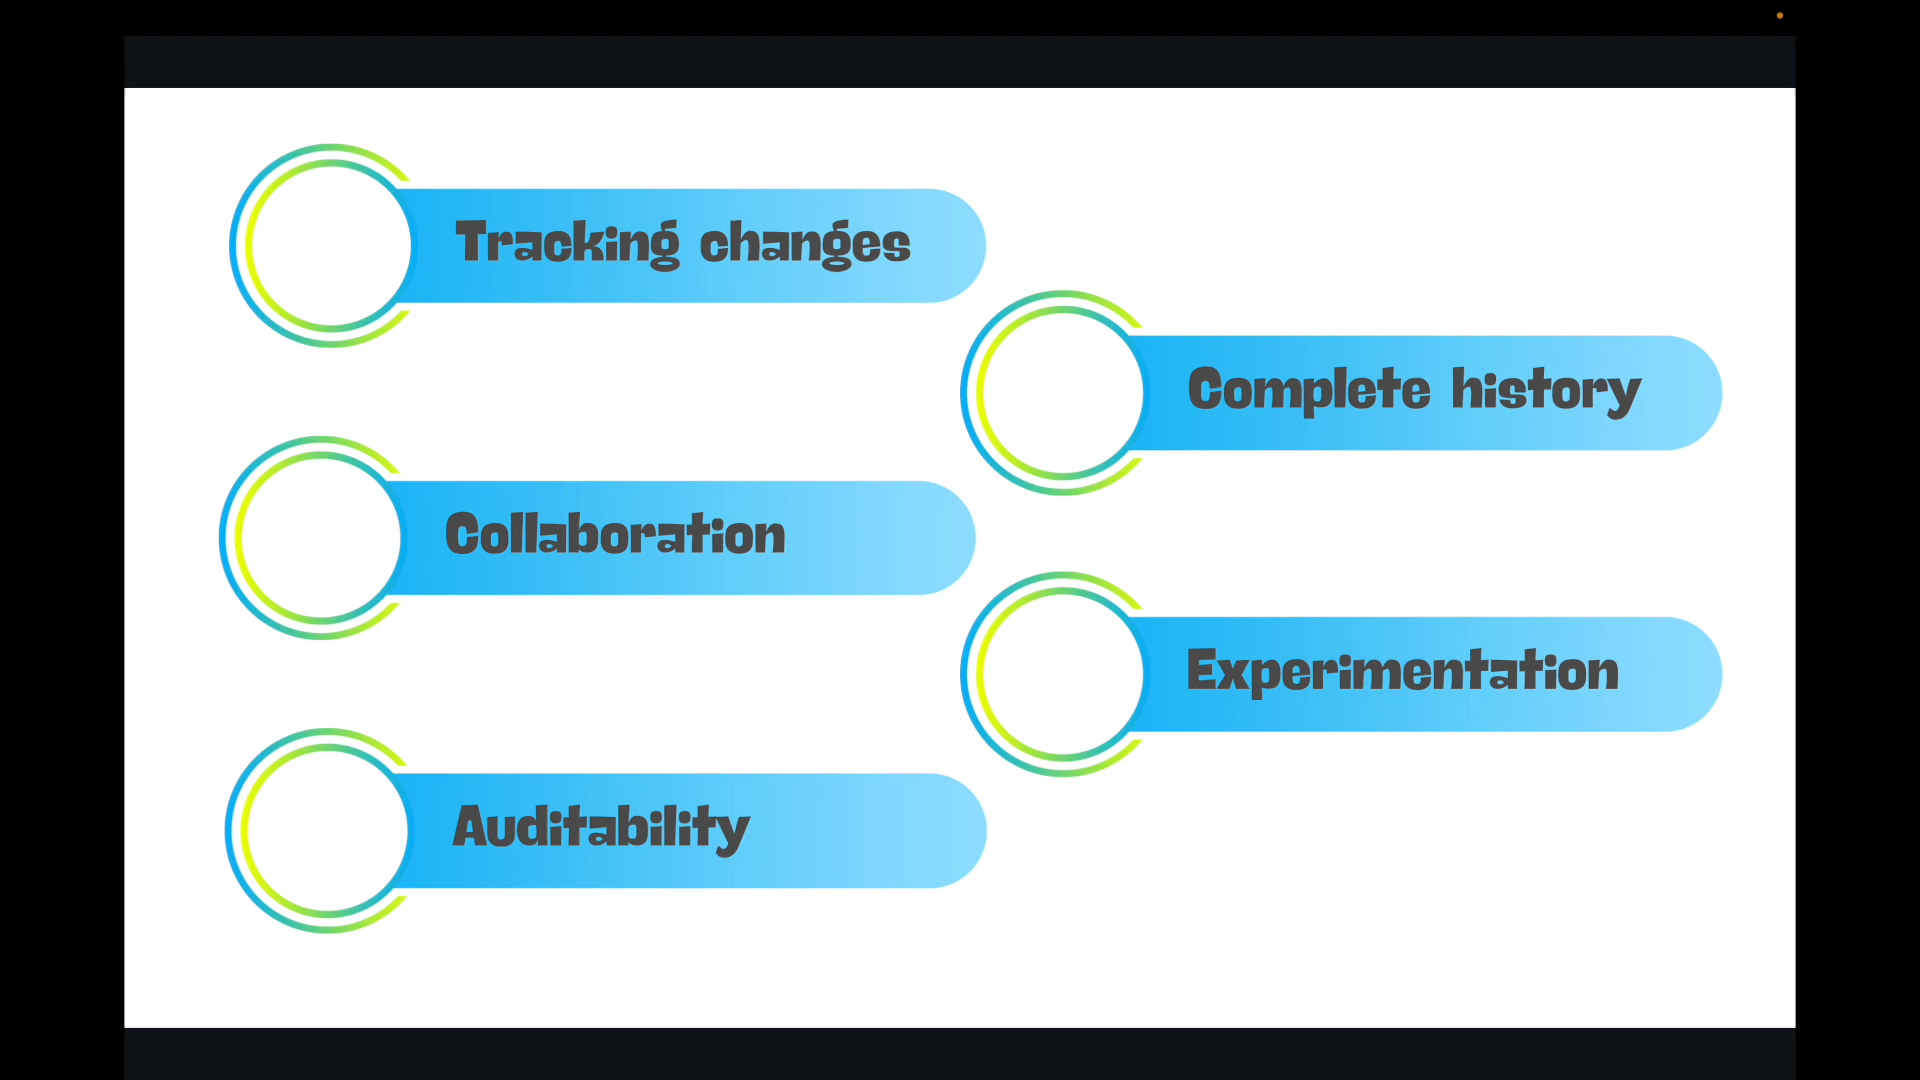 Tracking changes
Complete history
Collaboration
Experimentation
Auditability